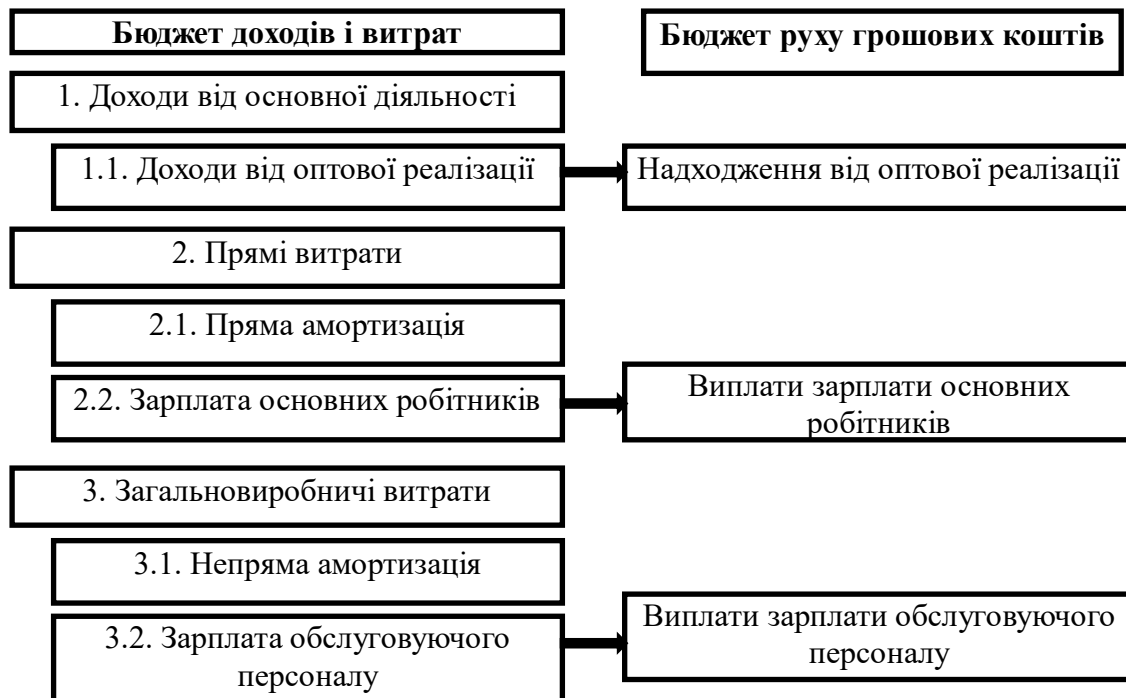 Бюджет доходів і витрат
Бюджет руху грошових коштів
1. Доходи від основної діяльності
1.1. Доходи від оптової реалізації
Надходження від оптової реалізації
2. Прямі витрати
2.1. Пряма амортизація
2.2. Зарплата основних робітників
Виплати зарплати основних
робітників
3. Загальновиробничі витрати
3.1. Непряма амортизація
3.2. Зарплата обслуговуючого
персоналу
Виплати зарплати обслуговуючого
персоналу